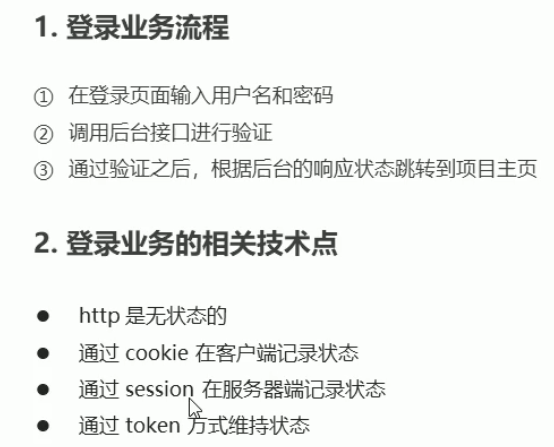 1. 登录业务流程
① 在登录页面输入用户名和密码
② 调用后台接口进行验证
③ 通过验证之后，根据后台的响应状态跳转到项目主页
2. 登录业务的相关技术点
● http 是无状态的
● 通过 cookie 在客户端记录状态
● 通过 session 在服务器端记录状态
● 通过 token 方式维持状态